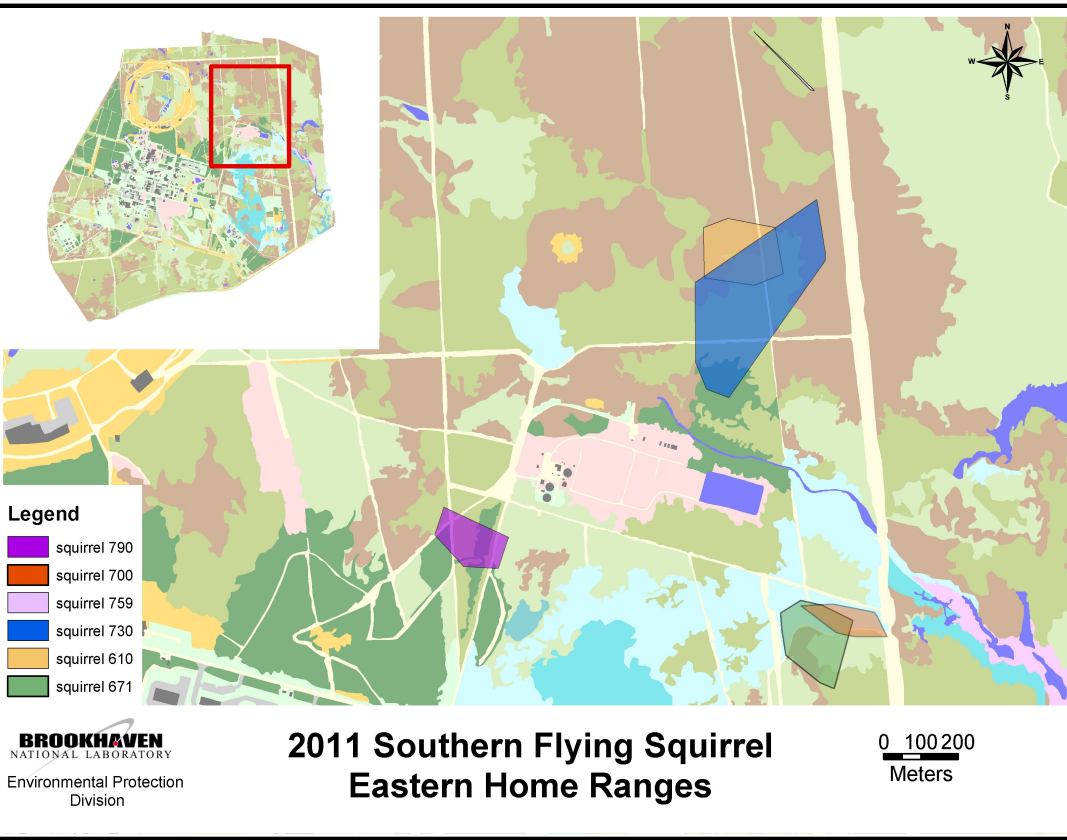 N
W E
S
Legend
squirrel 790
squirrel 700
squirrel 759
squirrel 730
squirrel 610
squirrel 671
BROOKHAVEN
NATIONAL LABORATORY
Environmental Protection
Division
2011 Southern Flying Squirrel
Eastern Home Ranges
0 100 200
Meters